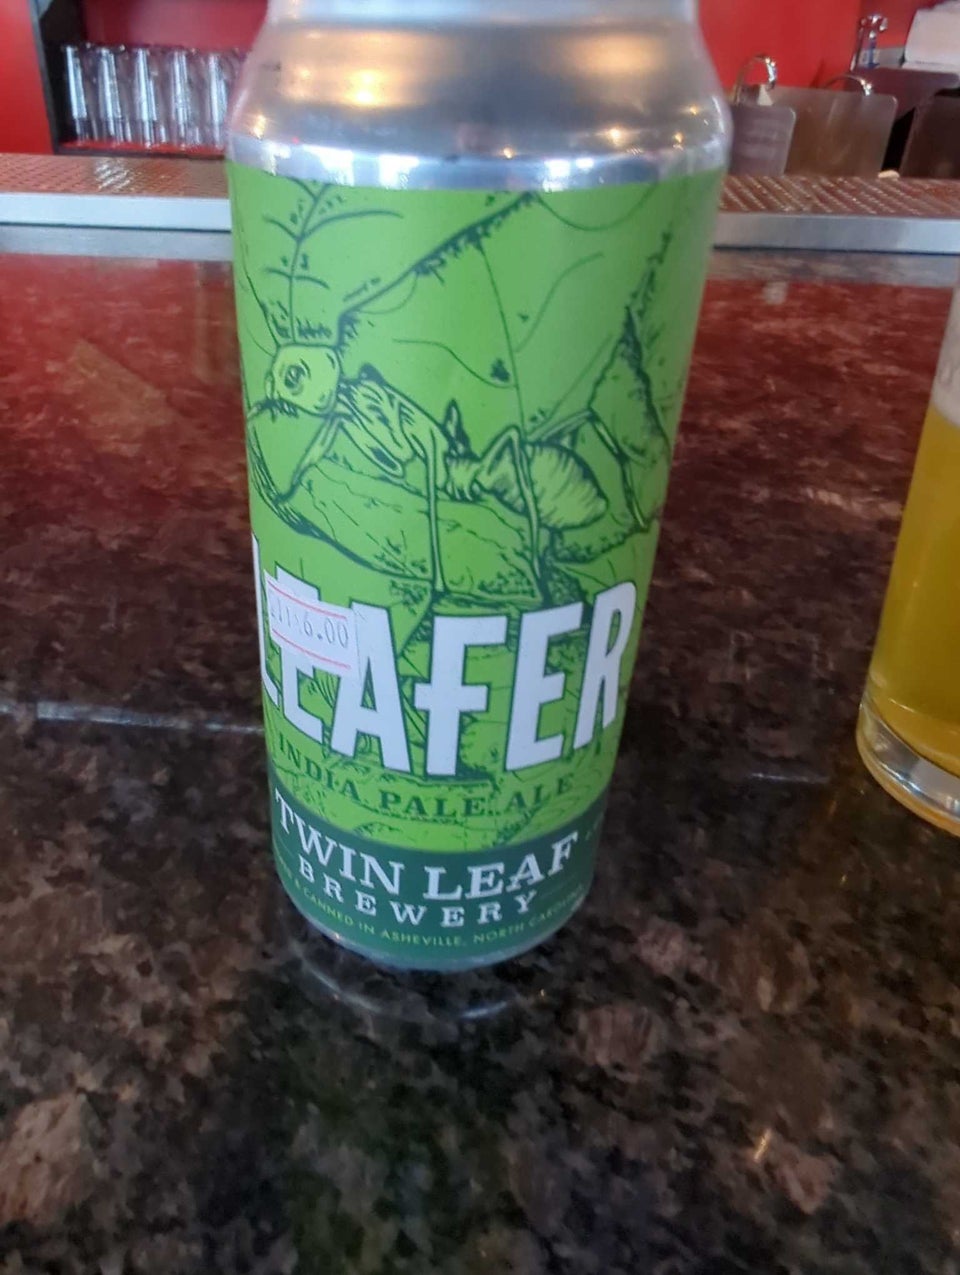 LEAFER
6.00
INDIA PALE ALE
TWIN LEAF
BREWERY
& CANNED IN ASHEVILLE, NORTH CAROLINA